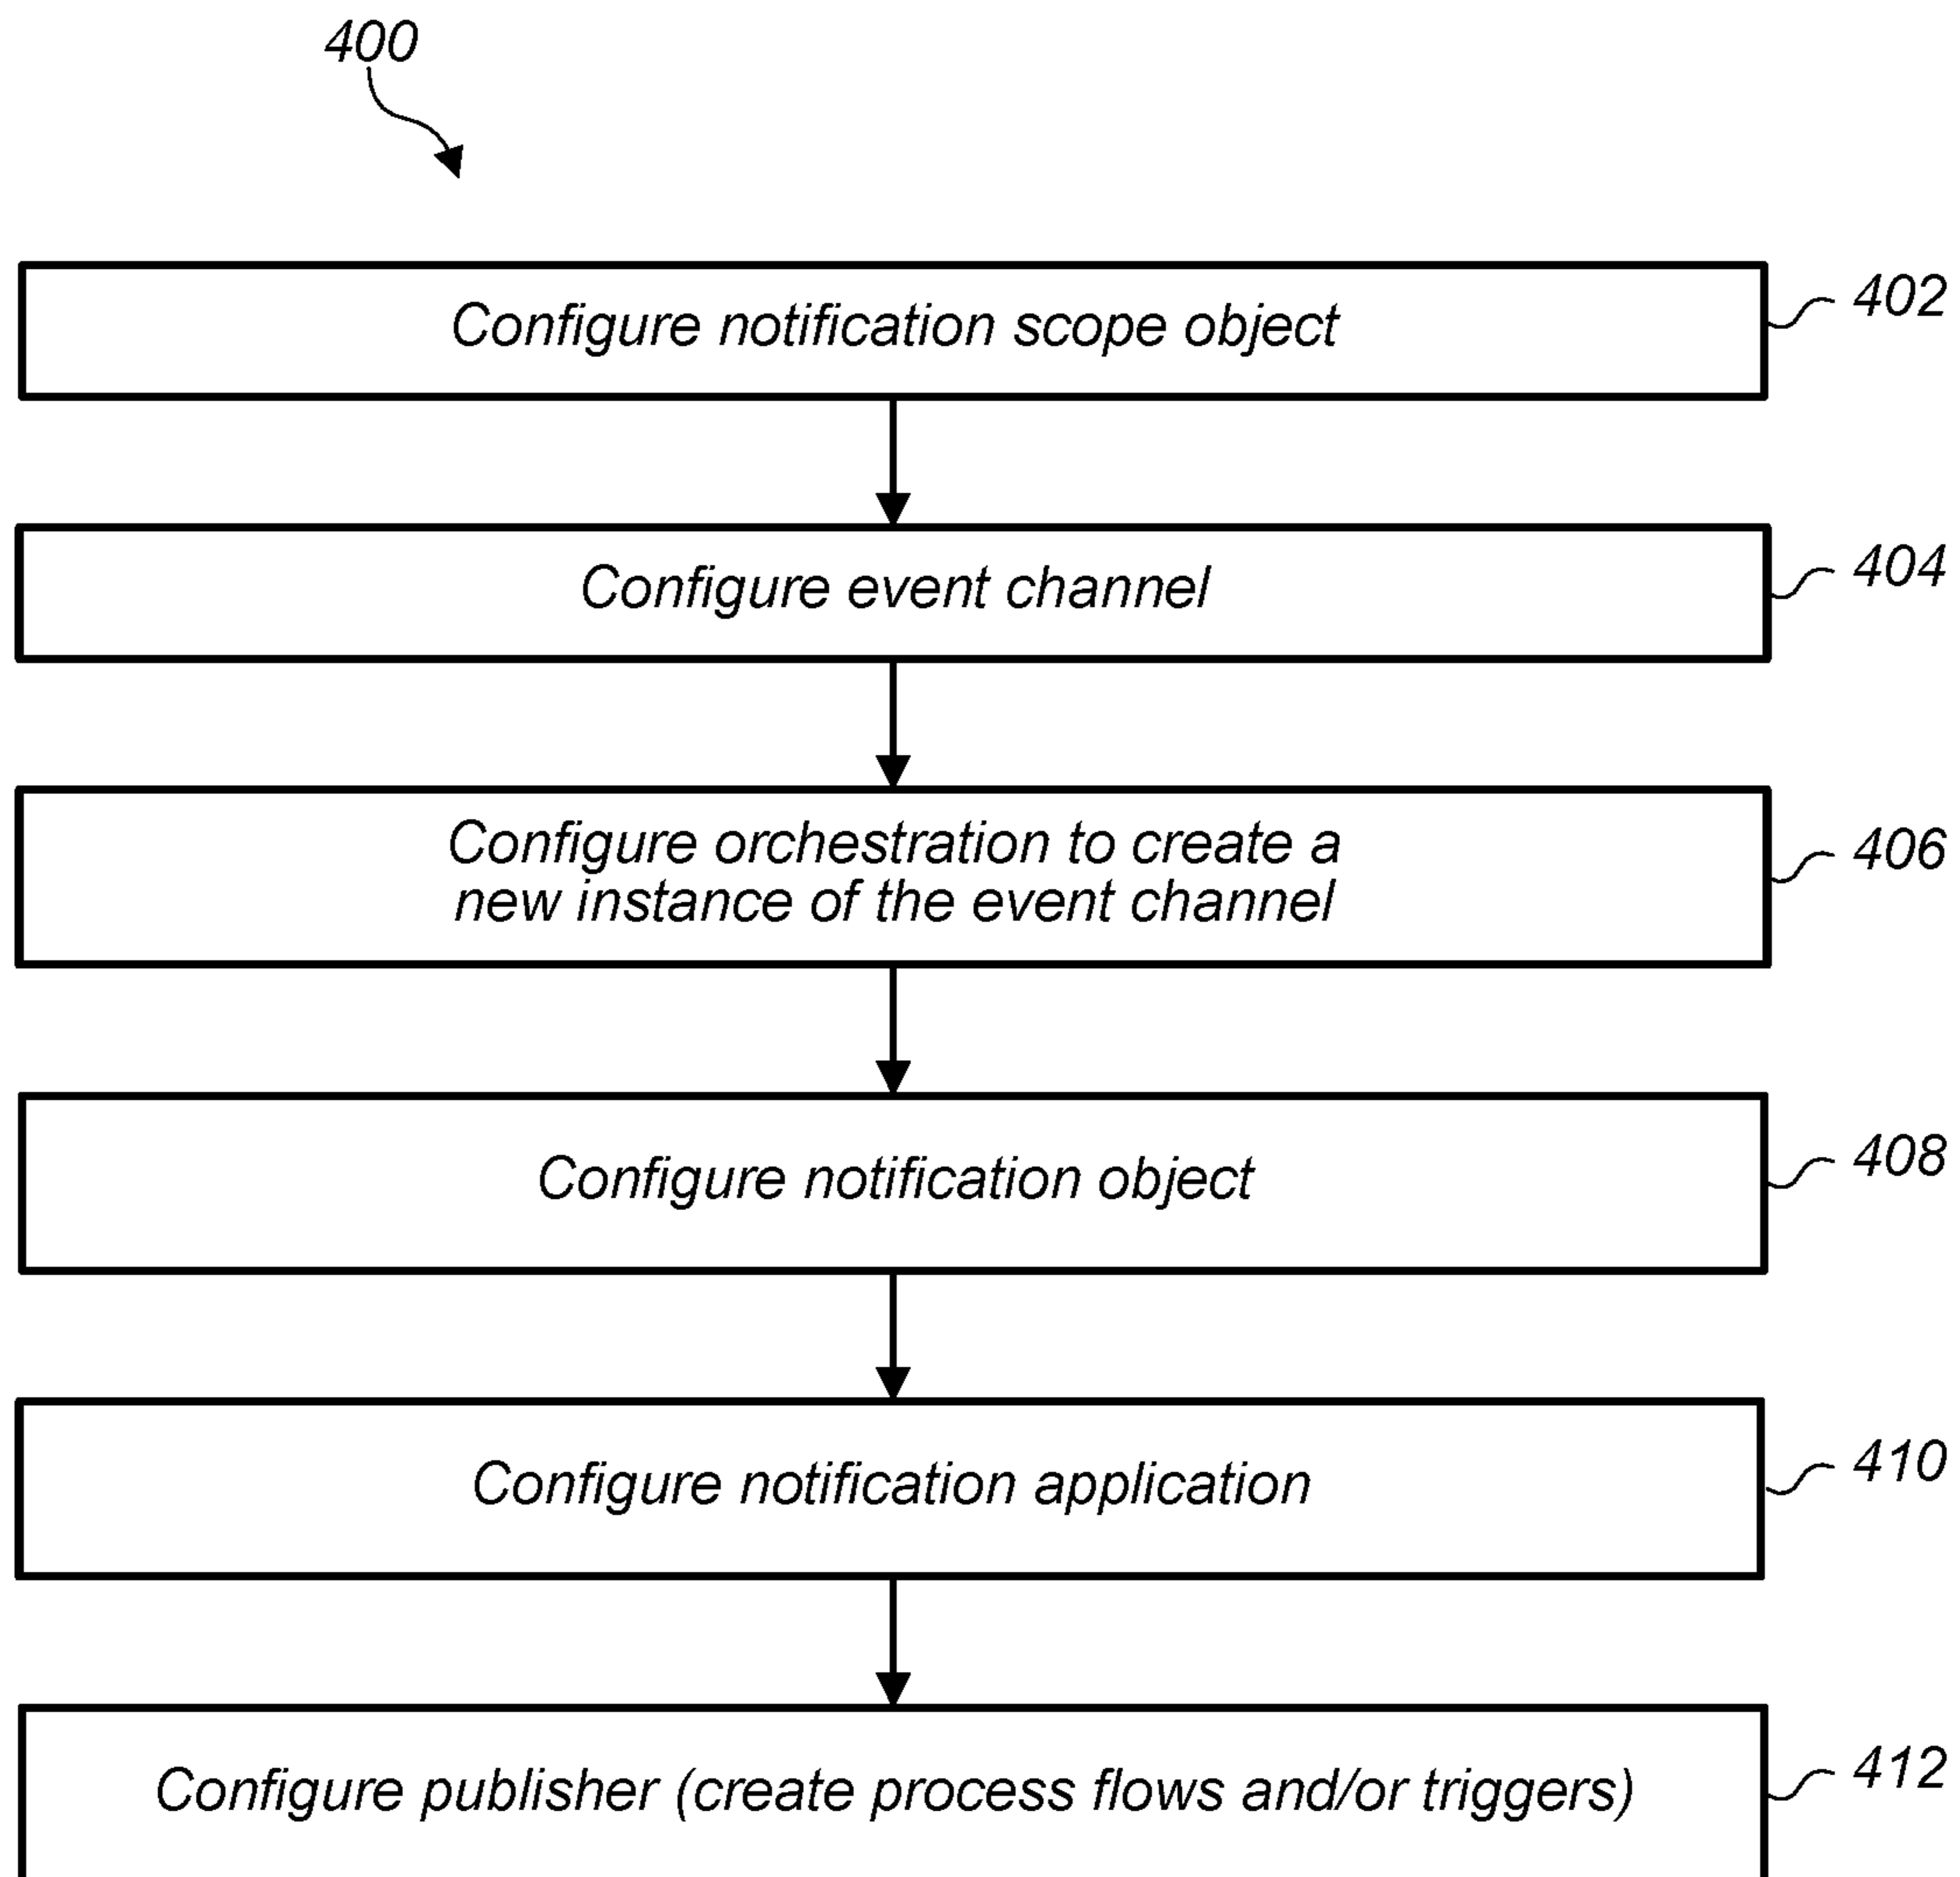 400
Configure notification scope object
402
Configure event channel
404
Configure orchestration to create a
new instance of the event channel
406
Configure notification object
408
Configure notification application
410
Configure publisher (create process flows and/or triggers)
412